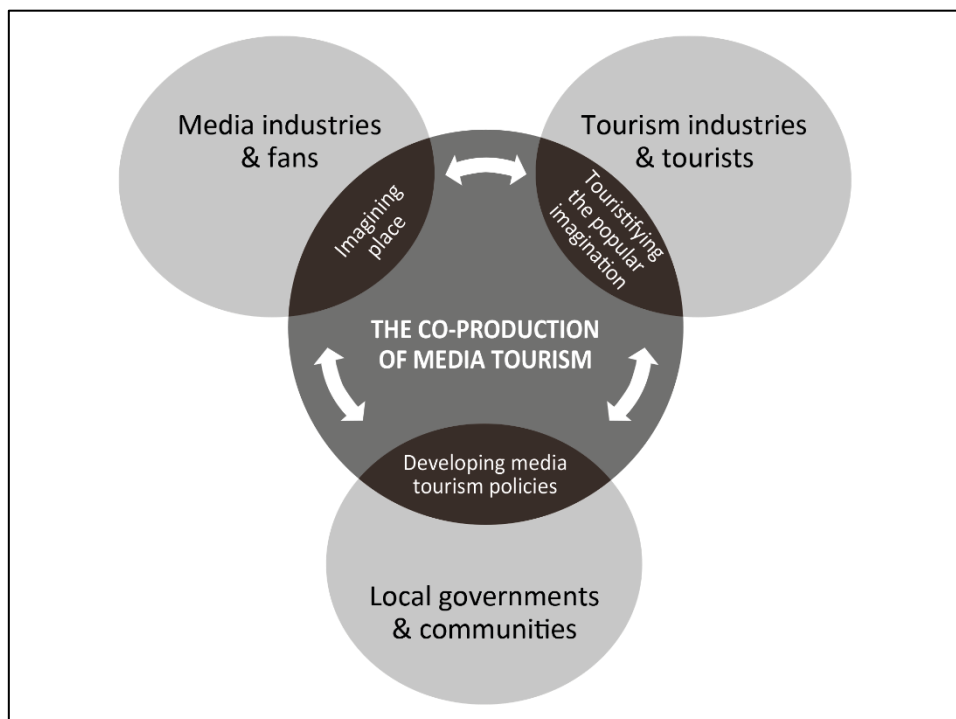 Media industries
& fans
Tourism industries
& tourists
Imagining
place
Touristifying
the popular
imagination
THE CO-PRODUCTION
OF MEDIA TOURISM
Developing media
tourism policies
Local governments
& communities